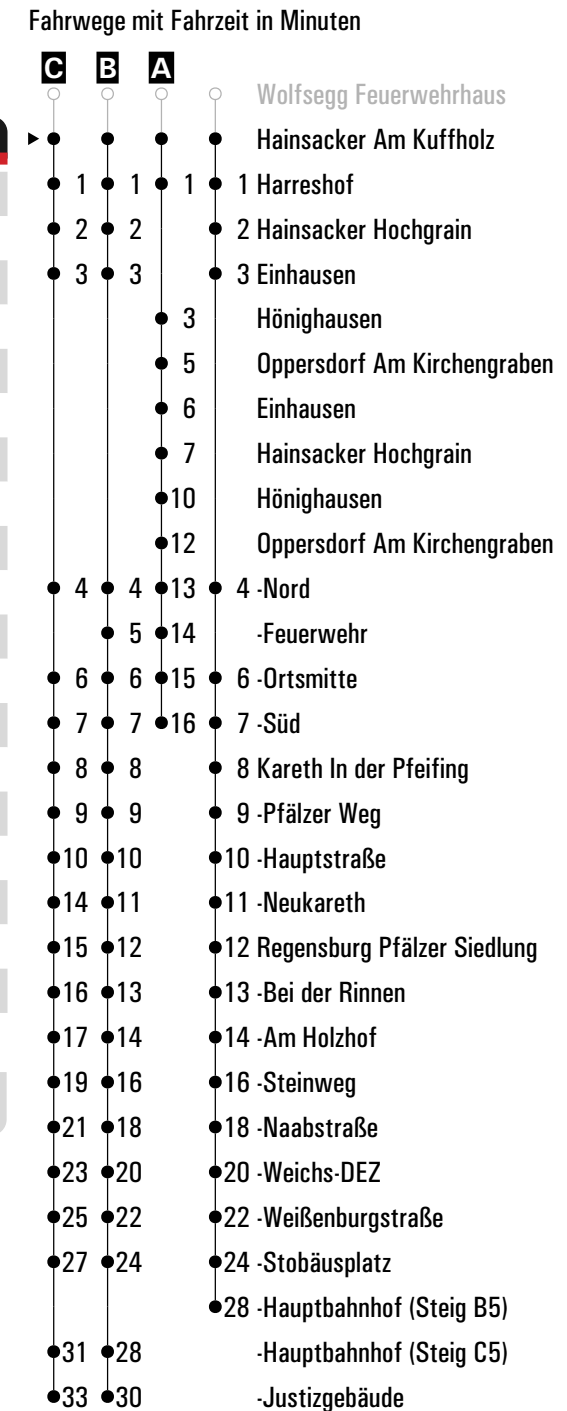 Fahrwege mit Fahrzeit in Minuten
C B A
Wolfsegg Feuerwehrhaus
Hainsacker Am Kuffholz
1 1 1 1 Harreshof
2 2 2 Hainsacker Hochgrain
3 3 3 Einhausen
3 Hönighausen
5 Oppersdorf Am Kirchengraben
6 Einhausen
7 Hainsacker Hochgrain
10 Hönighausen
12 Oppersdorf Am Kirchengraben
4 4 13 4 -Nord
5 14 -Feuerwehr
6 6 15 6 -Ortsmitte
7 7 16 7 -Süd
8 8 8 Kareth In der Pfeifing
9 9 9 -Pfälzer Weg
10 10 10 -Hauptstraße
14 11 11 -Neukareth
15 12 12 Regensburg Pfälzer Siedlung
16 13 13 -Bei der Rinnen
17 14 14 -Am Holzhof
19 16 16 -Steinweg
21 18 18 -Naabstraße
23 20 20 -Weichs-DEZ
25 22 22 -Weißenburgstraße
27 24 24 -Stobäusplatz
28 -Hauptbahnhof (Steig B5)
31 28 -Hauptbahnhof (Steig C5)
33 30 -Justizgebäude